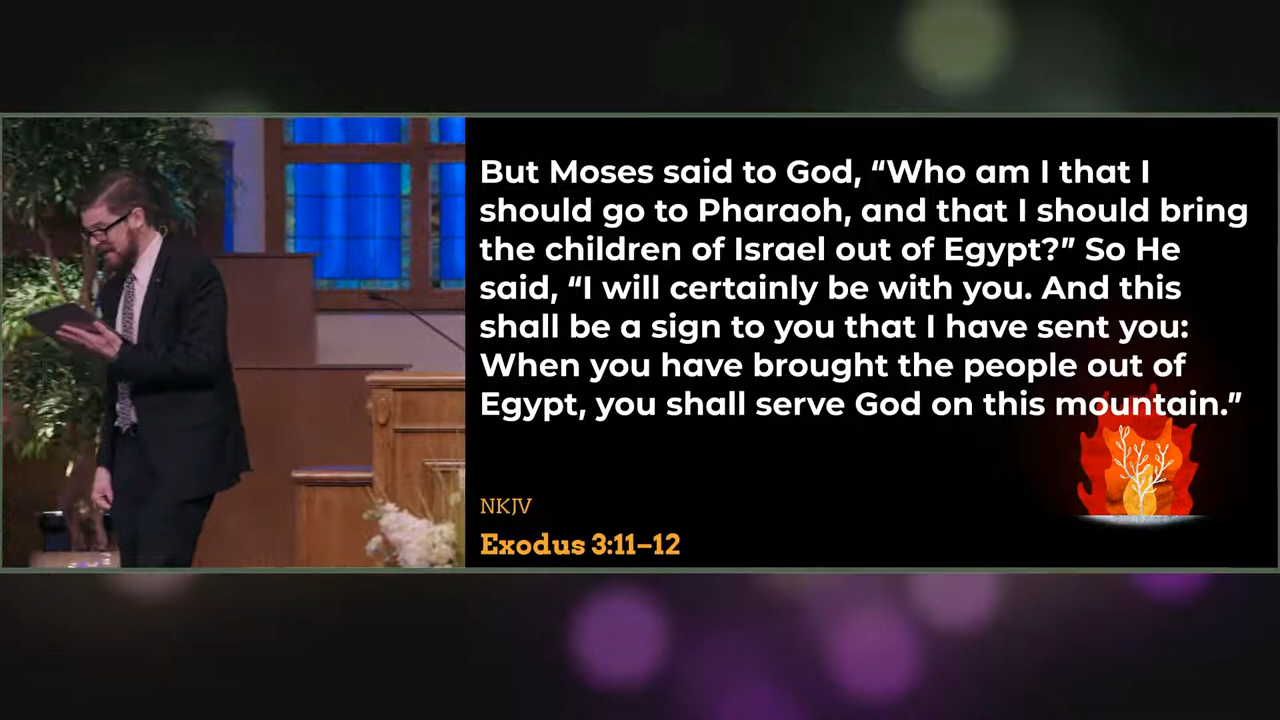 But Moses said to God, “Who am I that I
should go to Pharaoh, and that I should bring
the children of Israel out of Egypt?” So He
said, “I will certainly be with you. And this
shall be a sign to you that I have sent you:
When you have brought the people out of
Egypt, you shall serve God on this mountain.”
NKJV
Exodus 3:11–12